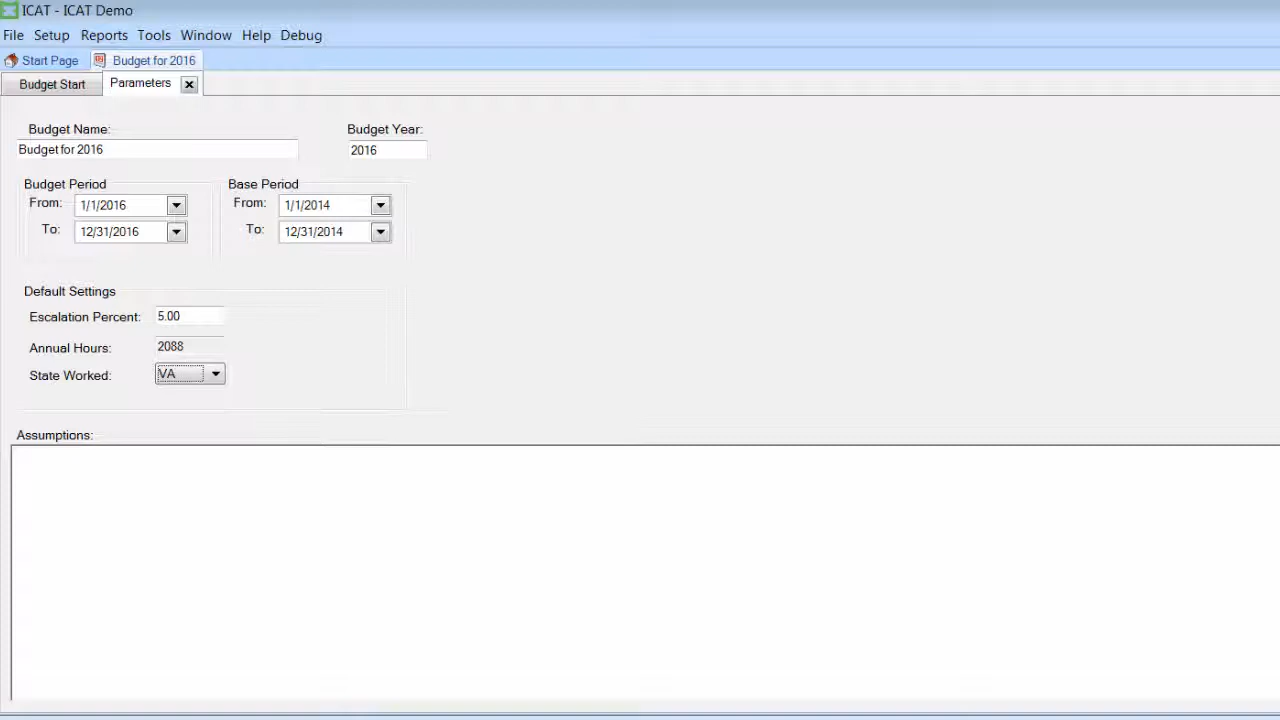 ICAT - ICAT Demo
File Setup Reports Tools Window Help Debug
Start Page Budget for 2016
Budget Start Parameters
Budget Name: Budget Year:
Budget for 2016 2016
Budget Period Base Period
From: 1/1/2016 From: 1/1/2014
To: 12/31/2016 To: 12/31/2014
Default Settings
Escalation Percent: 5.00
Annual Hours: 2088
State Worked: VA
Assumptions: